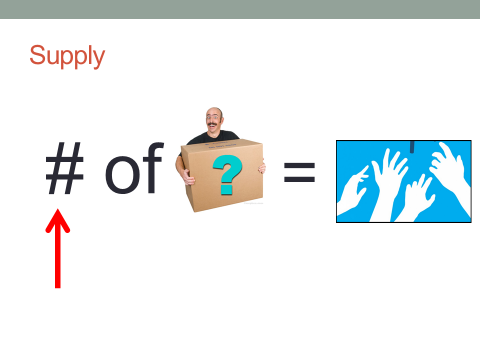 Supply
# of ? =